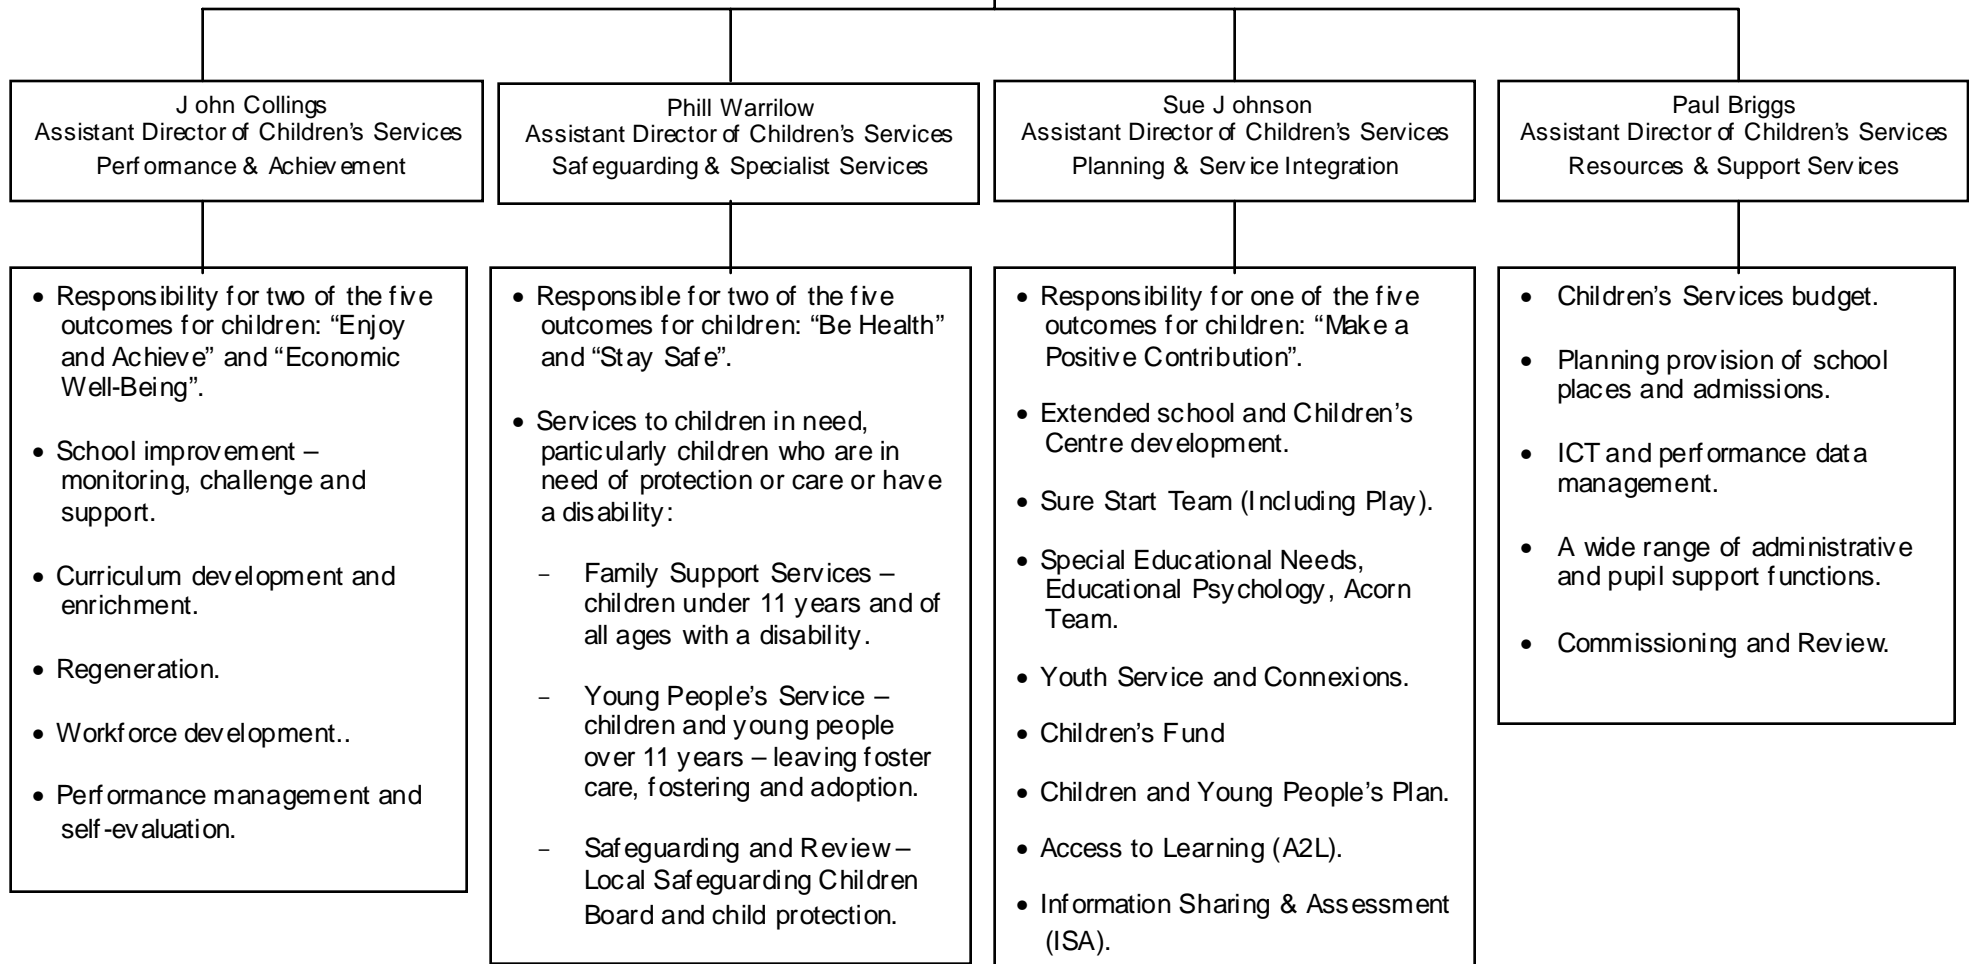 John Collings
Assistant Director of Children’s Services
Performance & Achievement
Phill Warrilow
Assistant Director of Children’s Services
Safeguarding & Specialist Services
Sue Johnson
Assistant Director of Children’s Services
Planning & Service Integration
Paul Briggs
Assistant Director of Children’s Services
Resources & Support Services
• Responsibility for two of the five
outcomes for children: “Enjoy
and Achieve” and “Economic
Well-Being”.
• School improvement –
monitoring, challenge and
support.
• Curriculum development and
enrichment.
• Regeneration.
• Workforce development..
• Performance management and
self-evaluation.
• Responsible for two of the five
outcomes for children: “Be Health”
and “Stay Safe”.
• Services to children in need,
particularly children who are in
need of protection or care or have
a disability:
– Family Support Services –
children under 11 years and of
all ages with a disability.
– Young People’s Service –
children and young people
over 11 years – leaving foster
care, fostering and adoption.
– Safeguarding and Review –
Local Safeguarding Children
Board and child protection.
• Responsibility for one of the five
outcomes for children: “Make a
Positive Contribution”.
• Extended school and Children’s
Centre development.
• Sure Start Team (Including Play).
• Special Educational Needs,
Educational Psychology, Acorn
Team.
• Youth Service and Connexions.
• Children’s Fund
• Children and Young People’s Plan.
• Access to Learning (A2L).
• Information Sharing & Assessment
(ISA).
• Children’s Services budget.
• Planning provision of school
places and admissions.
• ICT and performance data
management.
• A wide range of administrative
and pupil support functions.
• Commissioning and Review.